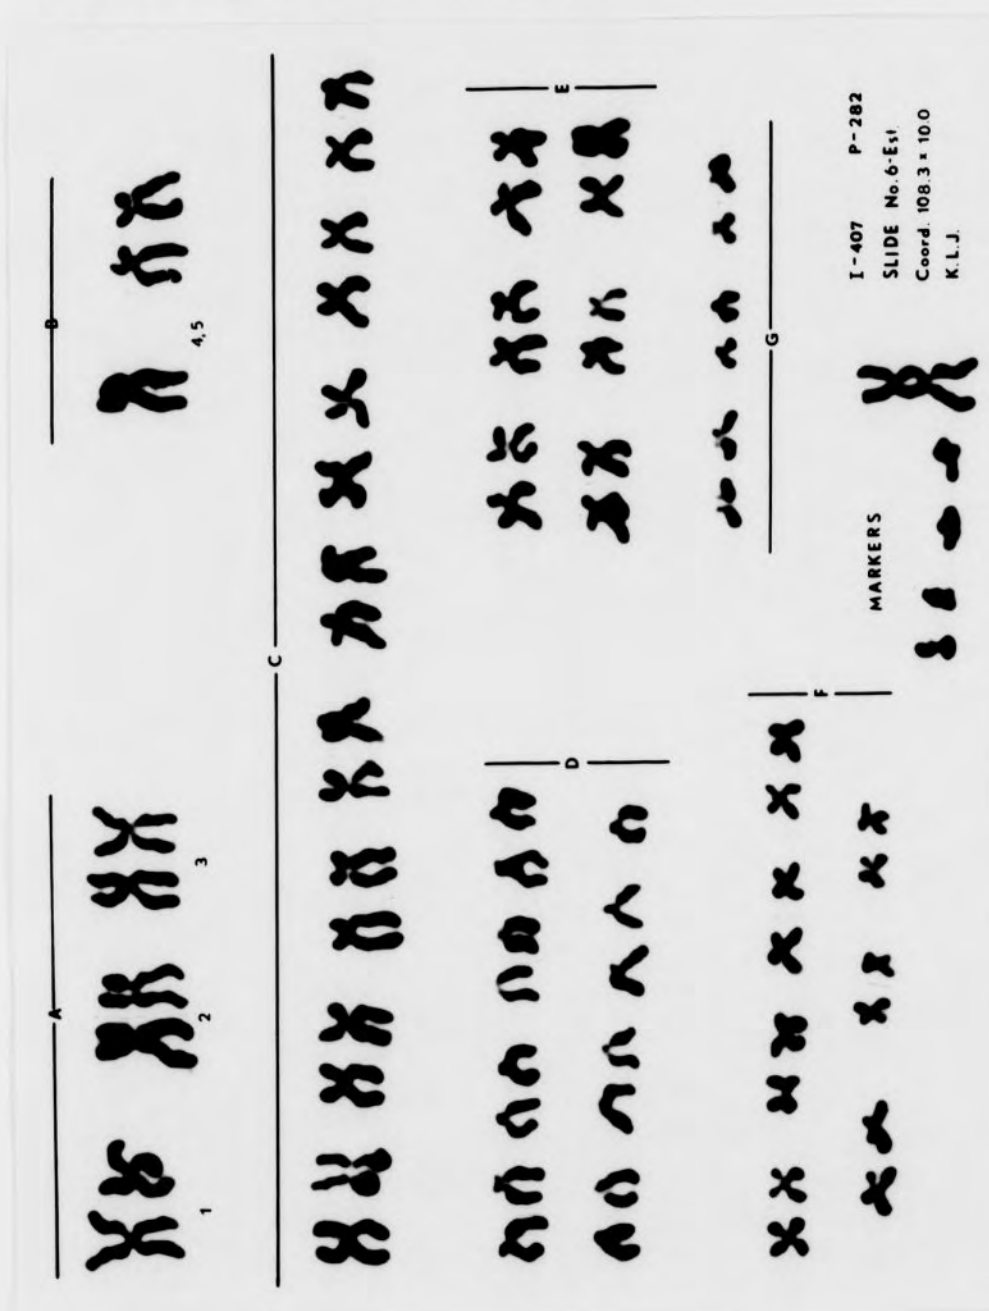 A
B
1
2
3
4,5
C
D
E
F
G
MARKERS
I-407 P-282
SLIDE No. 6-Est.
Coord. 108.3 x 10.0
K.L.J.